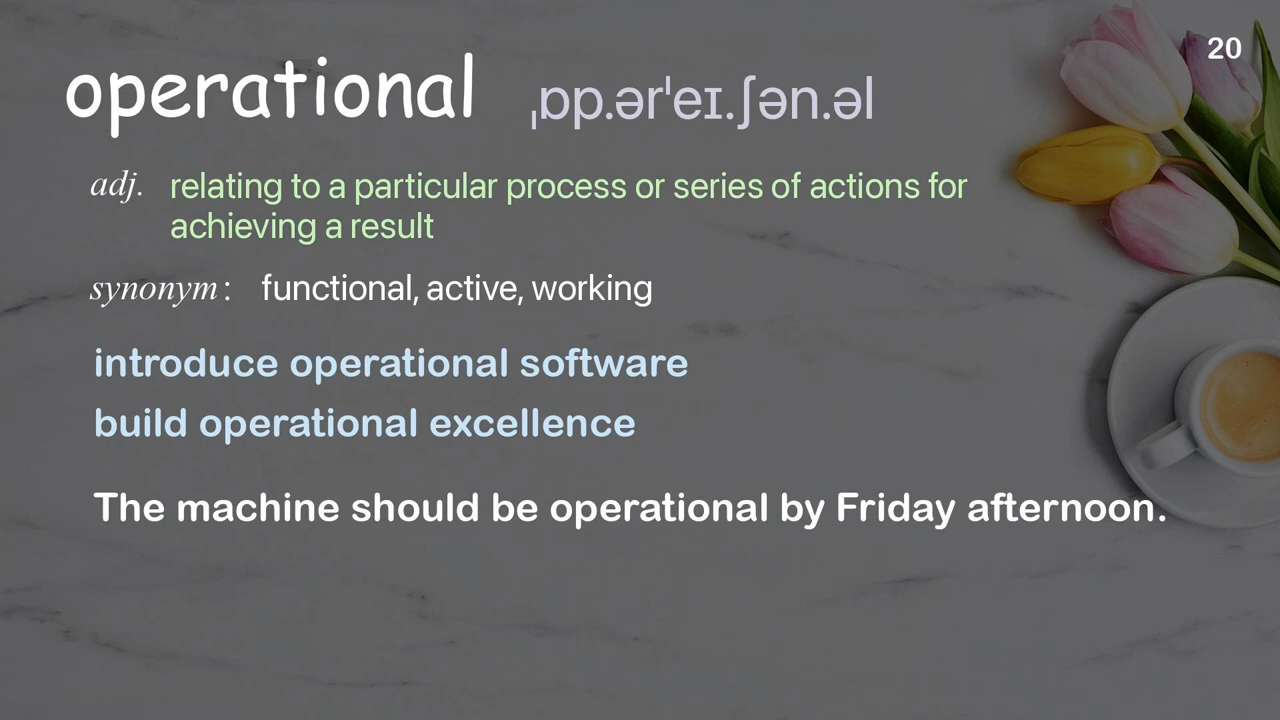 20
operational ˌɒp.ərˈeɪ.ʃən.əl
adj. relating to a particular process or series of actions for
achieving a result
synonym: functional, active, working
introduce operational software
build operational excellence
The machine should be operational by Friday afternoon.